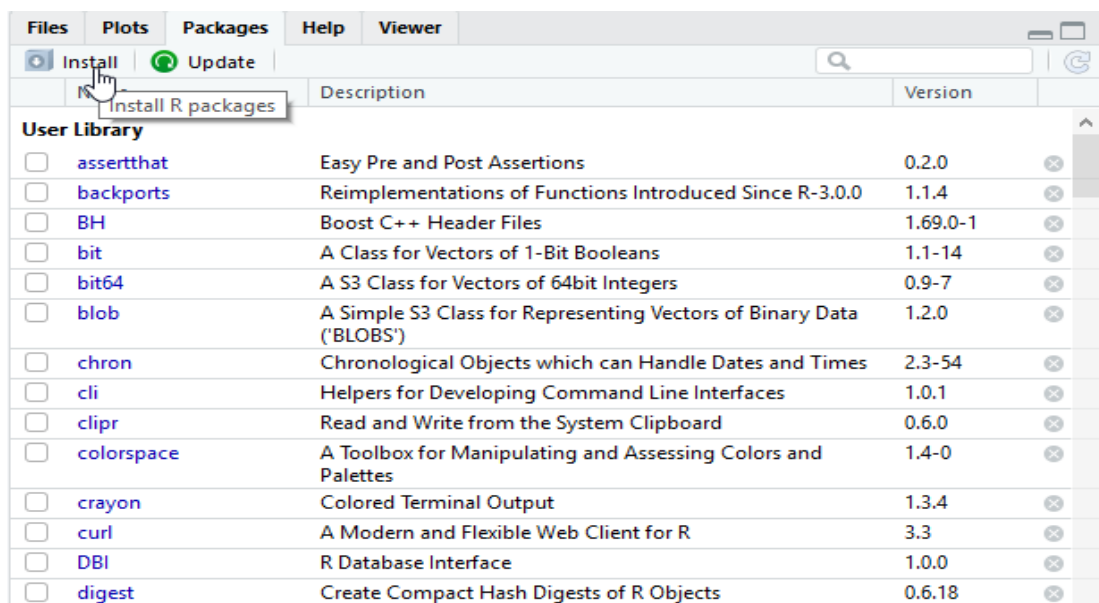 Files Plots Packages Help Viewer
Install Update
Description Version
Install R packages
User Library
assertthat Easy Pre and Post Assertions 0.2.0
backports Reimplementations of Functions Introduced Since R-3.0.0 1.1.4
BH Boost C++ Header Files 1.69.0-1
bit A Class for Vectors of 1-Bit Booleans 1.1-14
bit64 A S3 Class for Vectors of 64bit Integers 0.9-7
blob A Simple S3 Class for Representing Vectors of Binary Data 1.2.0
('BLOBS')
chron Chronological Objects which can Handle Dates and Times 2.3-54
cli Helpers for Developing Command Line Interfaces 1.0.1
clipr Read and Write from the System Clipboard 0.6.0
colorspace A Toolbox for Manipulating and Assessing Colors and 1.4-0
Palettes
crayon Colored Terminal Output 1.3.4
curl A Modern and Flexible Web Client for R 3.3
DBI R Database Interface 1.0.0
digest Create Compact Hash Digests of R Objects 0.6.18